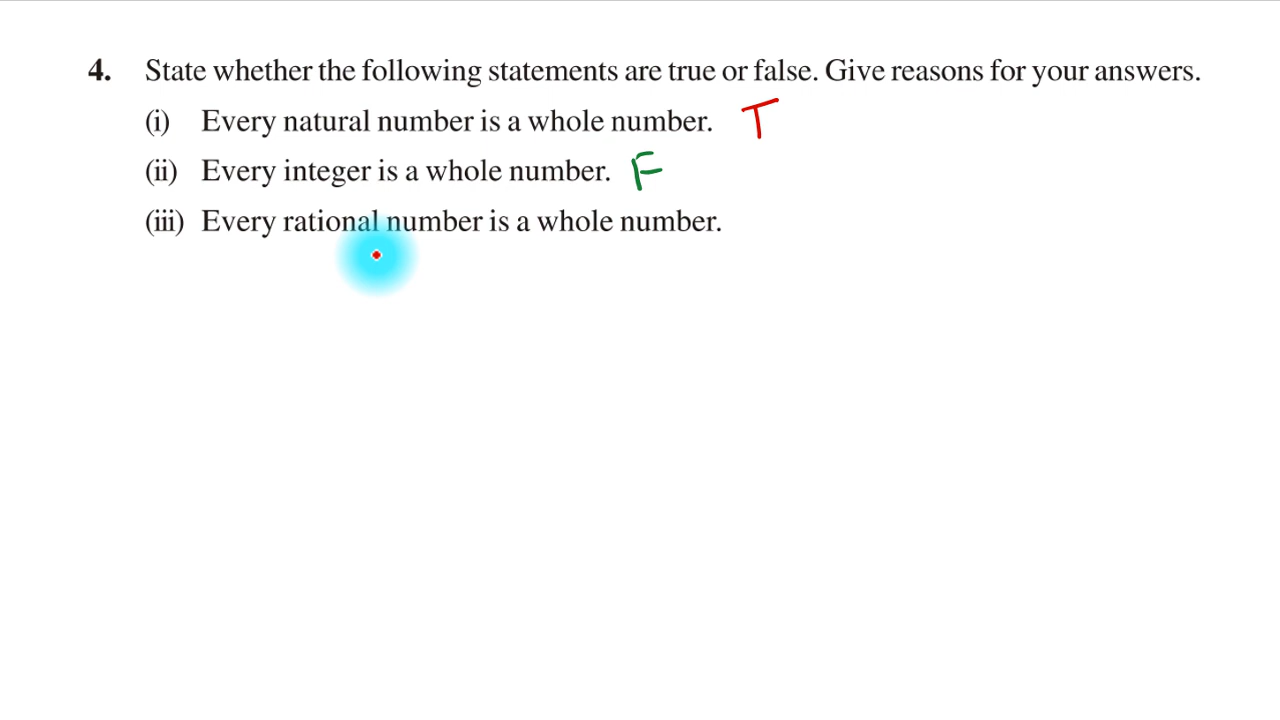 4. State whether the following statements are true or false. Give reasons for your answers.
(i) Every natural number is a whole number. T
(ii) Every integer is a whole number. F
(iii) Every rational number is a whole number.